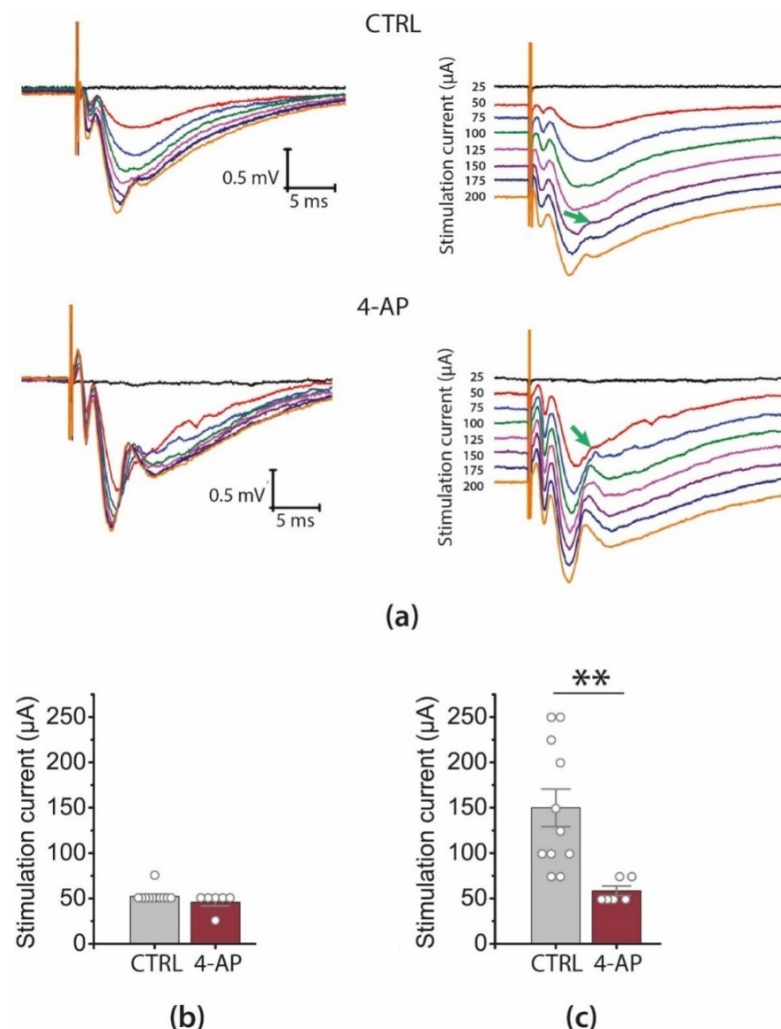 CTRL
Stimulation current (µA)
25
50
75
100
125
150
175
200
0.5 mV
5 ms
4-AP
Stimulation current (µA)
25
50
75
100
125
150
175
200
0.5 mV
5 ms
(a)
Stimulation current (µA)
250
200
150
100
50
0
CTRL 4-AP
(b)
**
Stimulation current (µA)
250
200
150
100
50
0
CTRL 4-AP
(c)